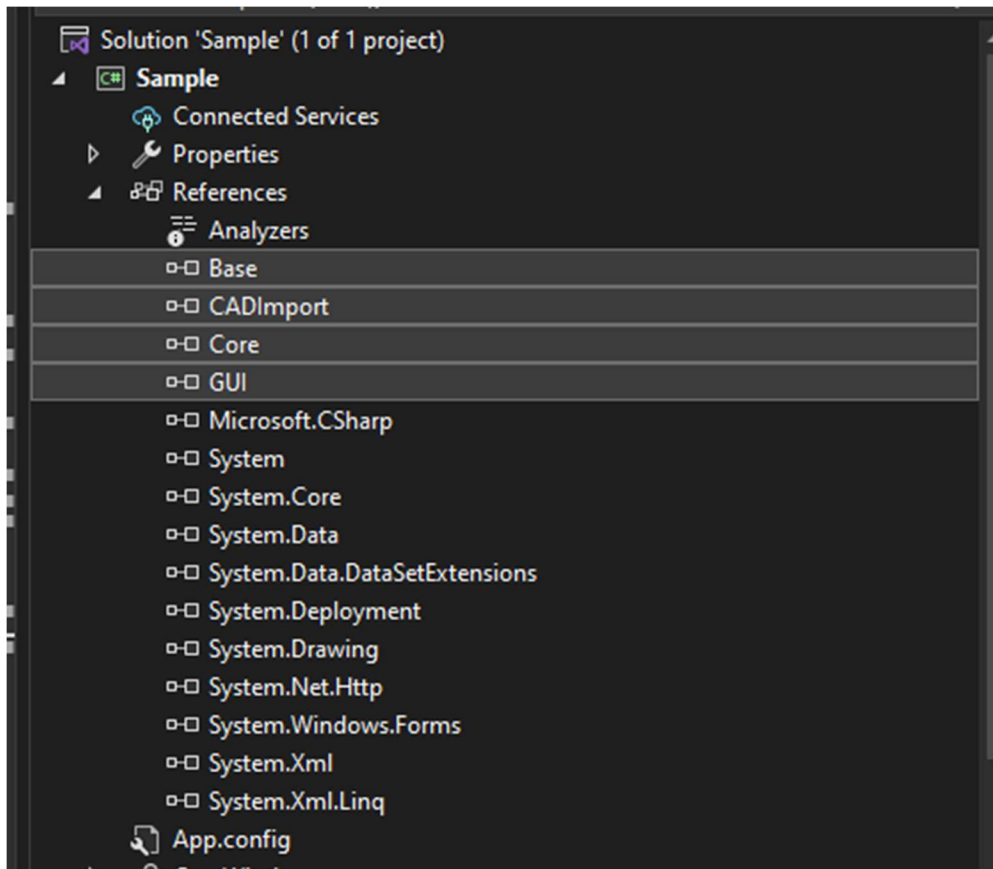 Solution 'Sample' (1 of 1 project)
C# Sample
Connected Services
Properties
References
Analyzers
Base
CADImport
Core
GUI
Microsoft.CSharp
System
System.Core
System.Data
System.Data.DataSetExtensions
System.Deployment
System.Drawing
System.Net.Http
System.Windows.Forms
System.Xml
System.Xml.Linq
App.config